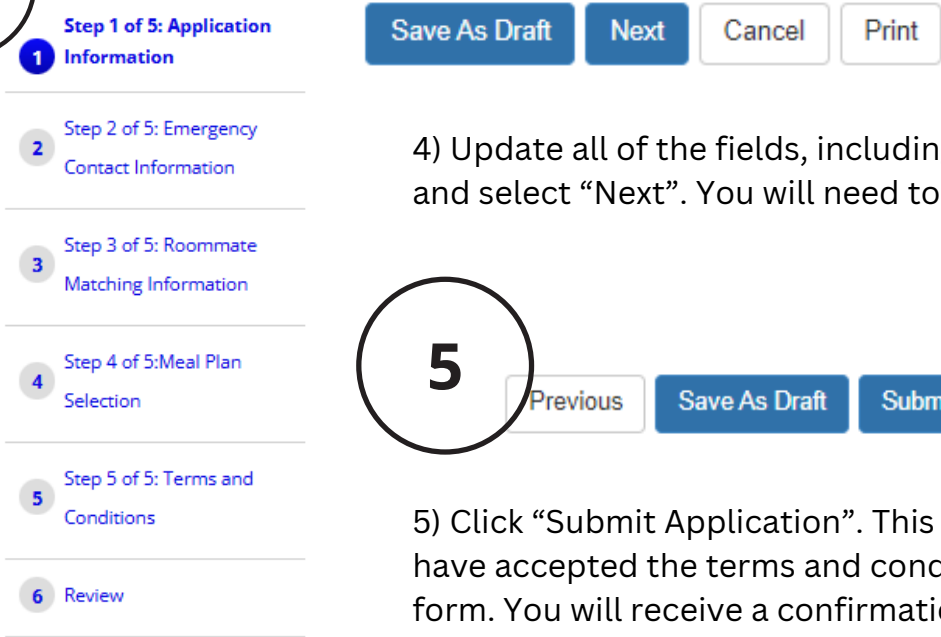 Step 1 of 5: Application
1 Information
2 Step 2 of 5: Emergency
Contact Information
3 Step 3 of 5: Roommate
Matching Information
4 Step 4 of 5:Meal Plan
Selection
5 Step 5 of 5: Terms and
Conditions
6 Review
Save As Draft Next Cancel Print
4) Update all of the fields,
and select “Next”. You will need to
5
Previous Save As Draft
5) Click “Submit Application”. This
have accepted the terms and
form. You will receive a